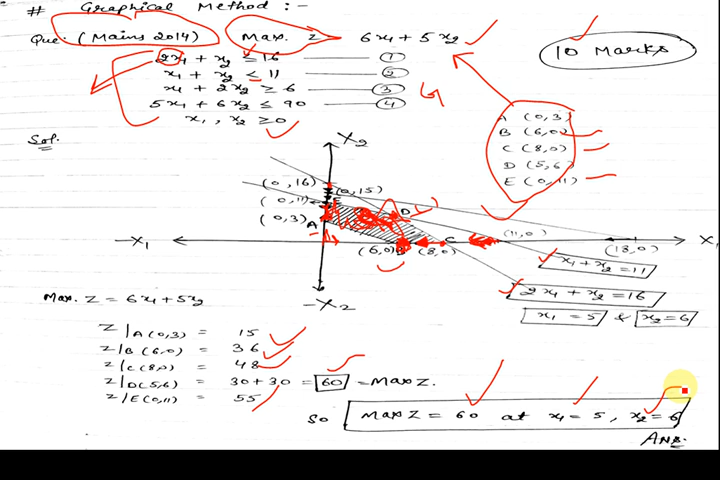 # Graphical Method :-
Que. (Mains 2014) Max. Z 6x₁ + 5x₂ 10 Marks
2x₁ + x₂ ≤ 16 ①
x₁ + x₂ ≤ 11 ②
x₁ + 2x₂ ≥ 6 ③
5x₁ + 6x₂ ≤ 90 ④
x₁, x₂ ≥ 0
A (0,3)
B (6,0)
C (8,0)
D (5,6)
E (0,11)
Sol.
X₂
(0,16) (0,15)
(0,11) E
D
(0,3) A
-X₁ (6,0) B (8,0) C (11,0) (18,0) X₁
x₁ + x₂ = 11
-X₂ 2x₁ + x₂ = 16
x₁ = 5 & x₂ = 6
Max. Z = 6x₁ + 5x₂
Z/A(0,3) = 15
Z/B(6,0) = 36
Z/C(8,0) = 48
Z/D(5,6) = 30+30 = 60 = Max Z.
Z/E(0,11) = 55
So Max Z = 60 at x₁ = 5, x₂ = 6
Ans.